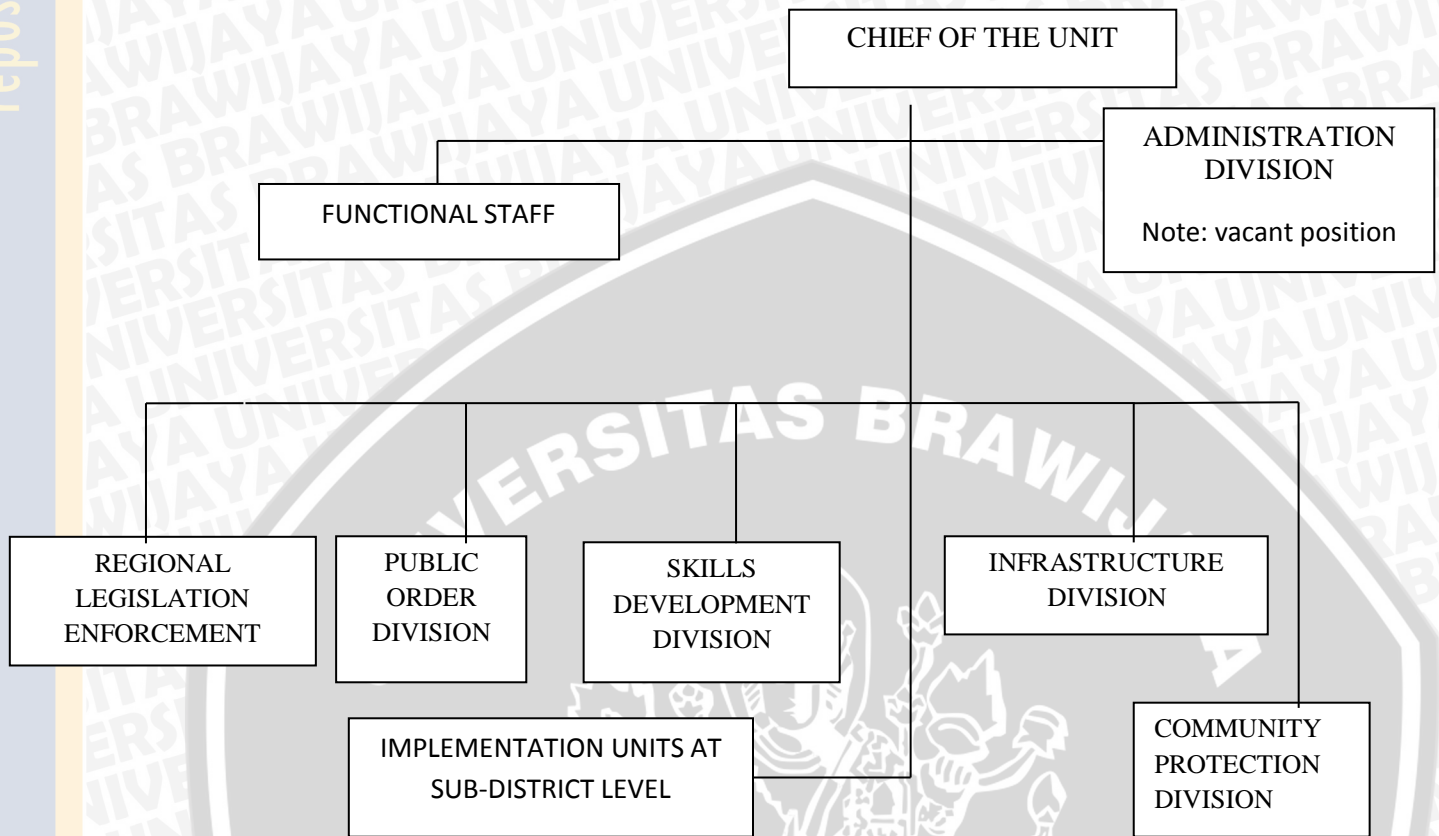 repos
CHIEF OF THE UNIT
ADMINISTRATION
DIVISION
Note: vacant position
FUNCTIONAL STAFF
UNIVERSITAS BRAWIJAYA
REGIONAL
LEGISLATION
ENFORCEMENT
PUBLIC
ORDER
DIVISION
SKILLS
DEVELOPMENT
DIVISION
INFRASTRUCTURE
DIVISION
IMPLEMENTATION UNITS AT
SUB-DISTRICT LEVEL
COMMUNITY
PROTECTION
DIVISION